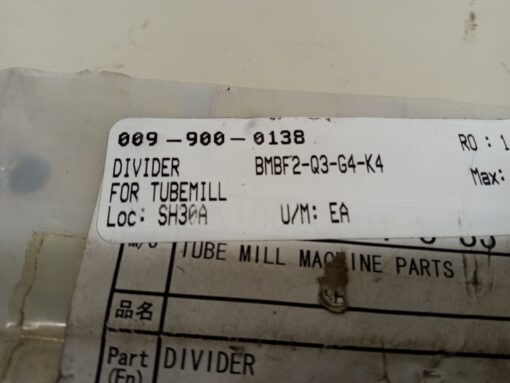 009-900-0138 RO: 1
DIVIDER BMBF2-Q3-G4-K4 Max:
FOR TUBEMILL
Loc: SH30A U/M: EA
M/C TUBE MILL MACHINE PARTS
品名
Part DIVIDER
(En)